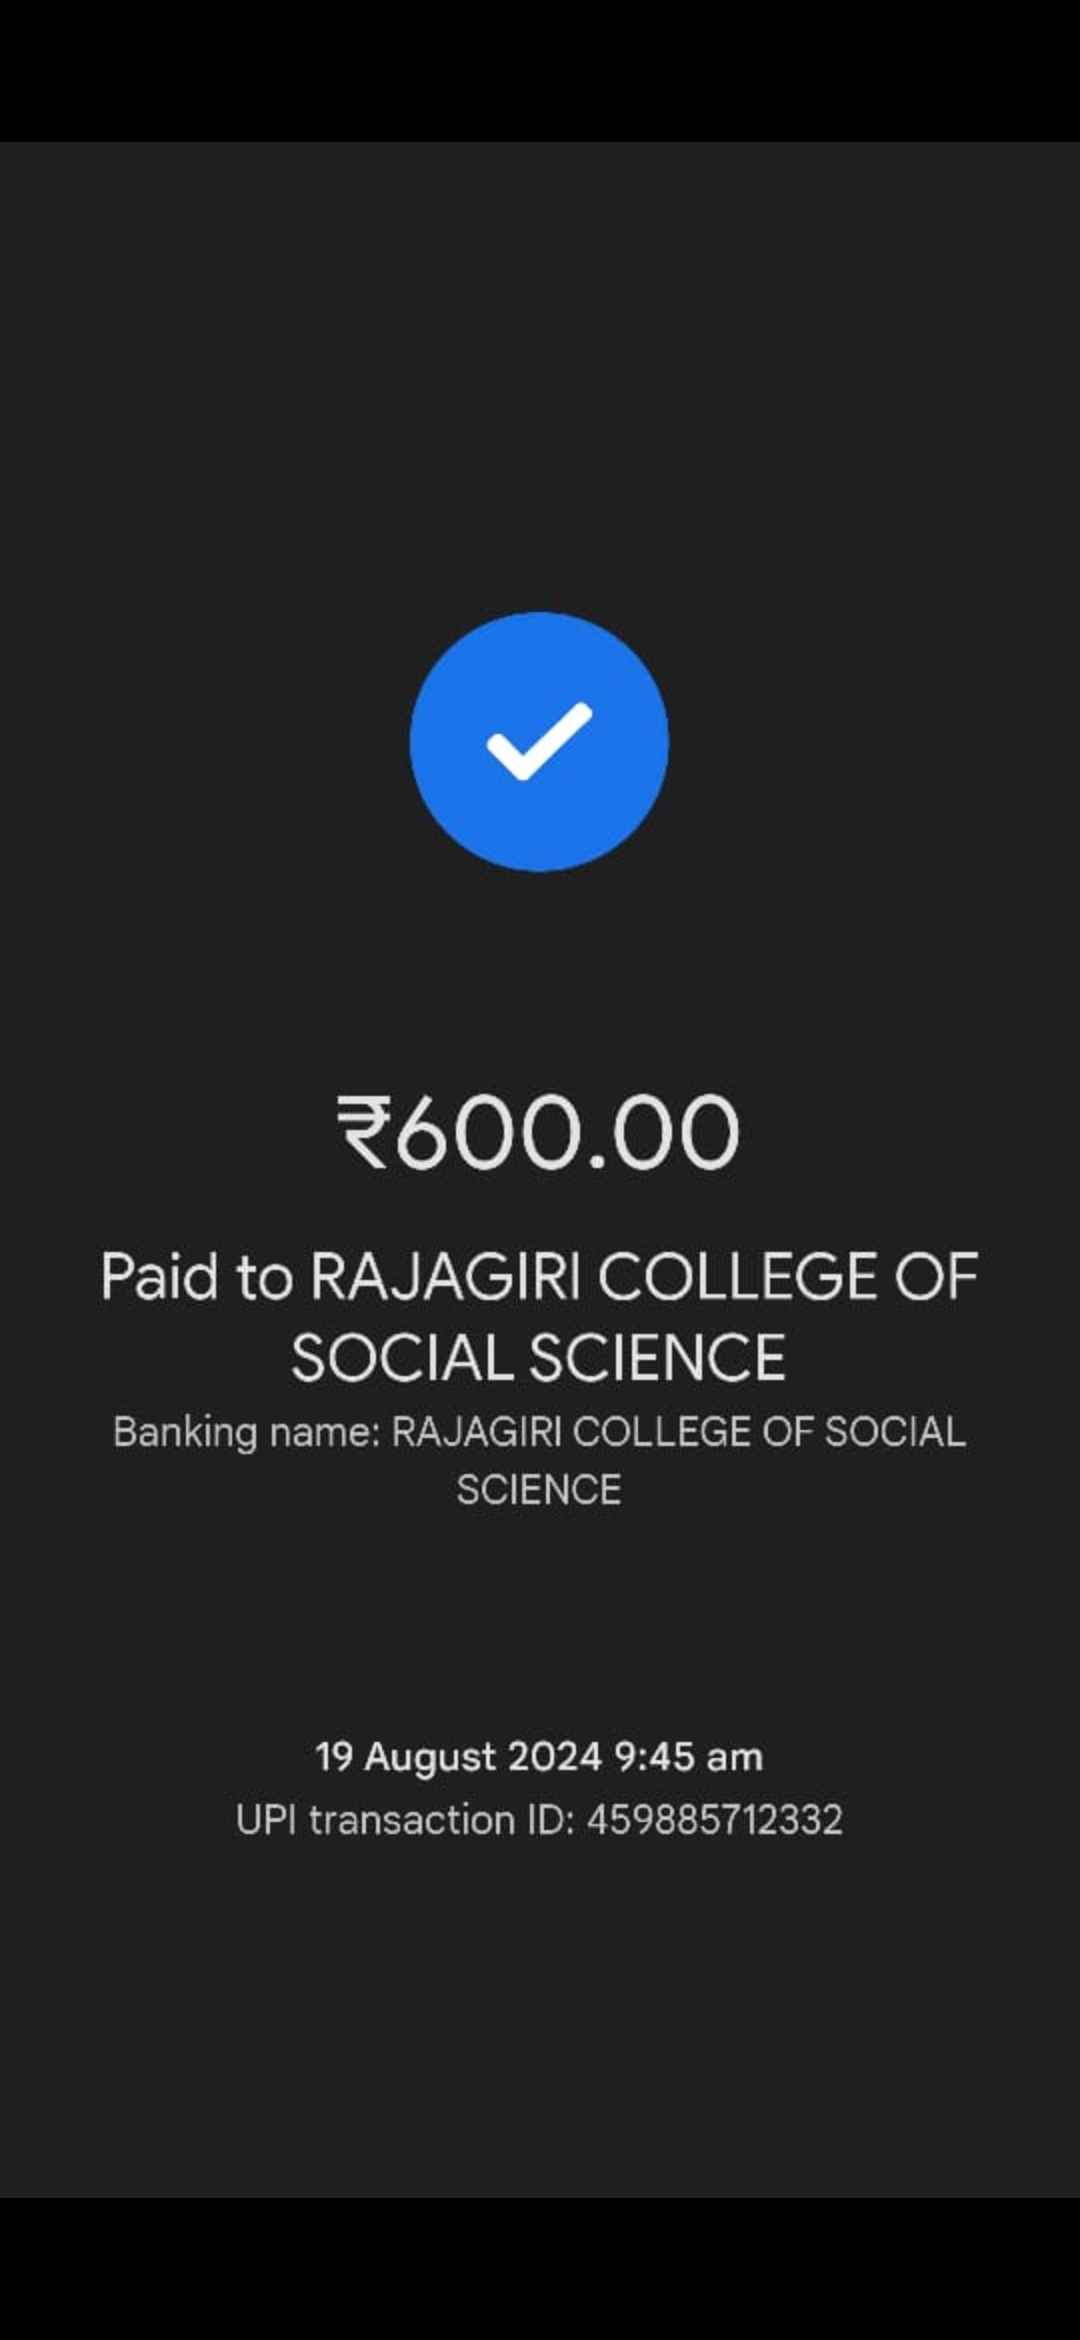 ₹600.00
Paid to RAJAGIRI COLLEGE OF
SOCIAL SCIENCE
Banking name: RAJAGIRI COLLEGE OF SOCIAL
SCIENCE
19 August 2024 9:45 am
UPI transaction ID: 459885712332